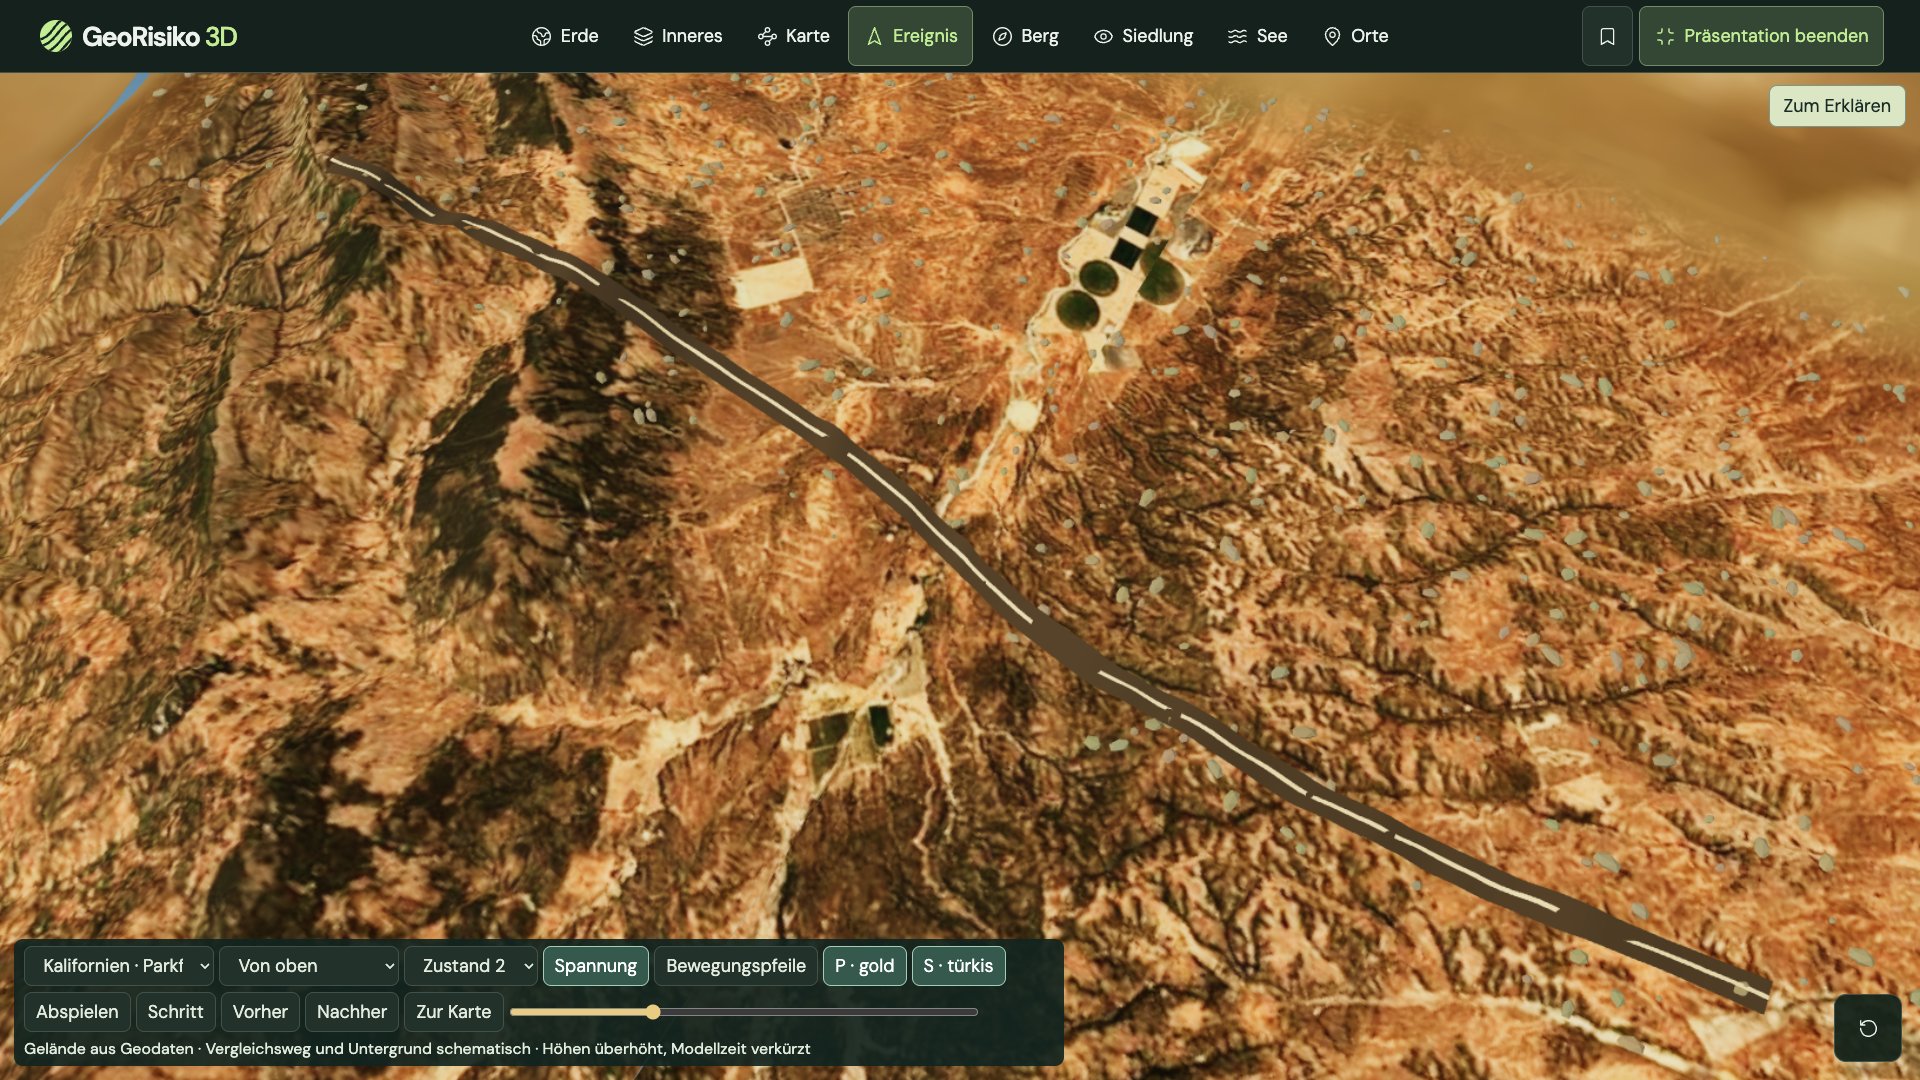 GeoRisiko 3D
Erde
Inneres
Karte
Ereignis
Berg
Siedlung
See
Orte
Präsentation beenden
Zum Erklären
Kalifornien · Parkf
Von oben
Zustand 2
Spannung
Bewegungspfeile
P · gold
S · türkis
Abspielen
Schritt
Vorher
Nachher
Zur Karte
Gelände aus Geodaten · Vergleichsweg und Untergrund schematisch · Höhen überhöht, Modellzeit verkürzt